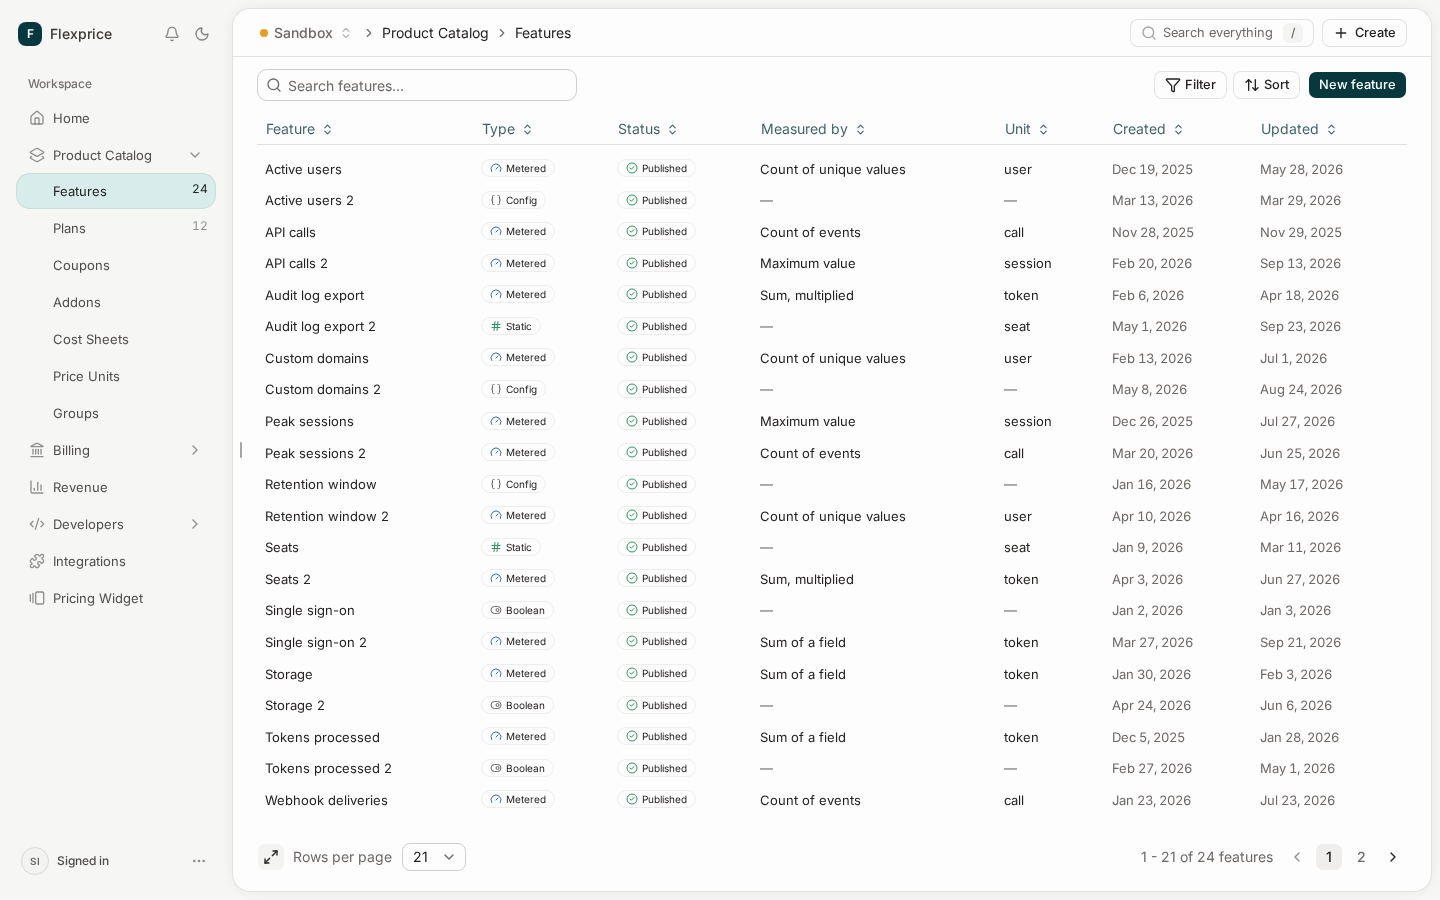 F Flexprice
Workspace
Home
Product Catalog
Features 24
Plans 12
Coupons
Addons
Cost Sheets
Price Units
Groups
Billing
Revenue
Developers
Integrations
Pricing Widget
SI Signed in
Sandbox Product Catalog Features
Search everything /
Create
Search features...
Filter Sort New feature
Feature Type Status Measured by Unit Created Updated
Active users Metered Published Count of unique values user Dec 19, 2025 May 28, 2026
Active users 2 Config Published — — Mar 13, 2026 Mar 29, 2026
API calls Metered Published Count of events call Nov 28, 2025 Nov 29, 2025
API calls 2 Metered Published Maximum value session Feb 20, 2026 Sep 13, 2026
Audit log export Metered Published Sum, multiplied token Feb 6, 2026 Apr 18, 2026
Audit log export 2 Static Published — seat May 1, 2026 Sep 23, 2026
Custom domains Metered Published Count of unique values user Feb 13, 2026 Jul 1, 2026
Custom domains 2 Config Published — — May 8, 2026 Aug 24, 2026
Peak sessions Metered Published Maximum value session Dec 26, 2025 Jul 27, 2026
Peak sessions 2 Metered Published Count of events call Mar 20, 2026 Jun 25, 2026
Retention window Config Published — — Jan 16, 2026 May 17, 2026
Retention window 2 Metered Published Count of unique values user Apr 10, 2026 Apr 16, 2026
Seats Static Published — seat Jan 9, 2026 Mar 11, 2026
Seats 2 Metered Published Sum, multiplied token Apr 3, 2026 Jun 27, 2026
Single sign-on Boolean Published — — Jan 2, 2026 Jan 3, 2026
Single sign-on 2 Metered Published Sum of a field token Mar 27, 2026 Sep 21, 2026
Storage Metered Published Sum of a field token Jan 30, 2026 Feb 3, 2026
Storage 2 Boolean Published — — Apr 24, 2026 Jun 6, 2026
Tokens processed Metered Published Sum of a field token Dec 5, 2025 Jan 28, 2026
Tokens processed 2 Boolean Published — — Feb 27, 2026 May 1, 2026
Webhook deliveries Metered Published Count of events call Jan 23, 2026 Jul 23, 2026
Rows per page 21
1 - 21 of 24 features 1 2